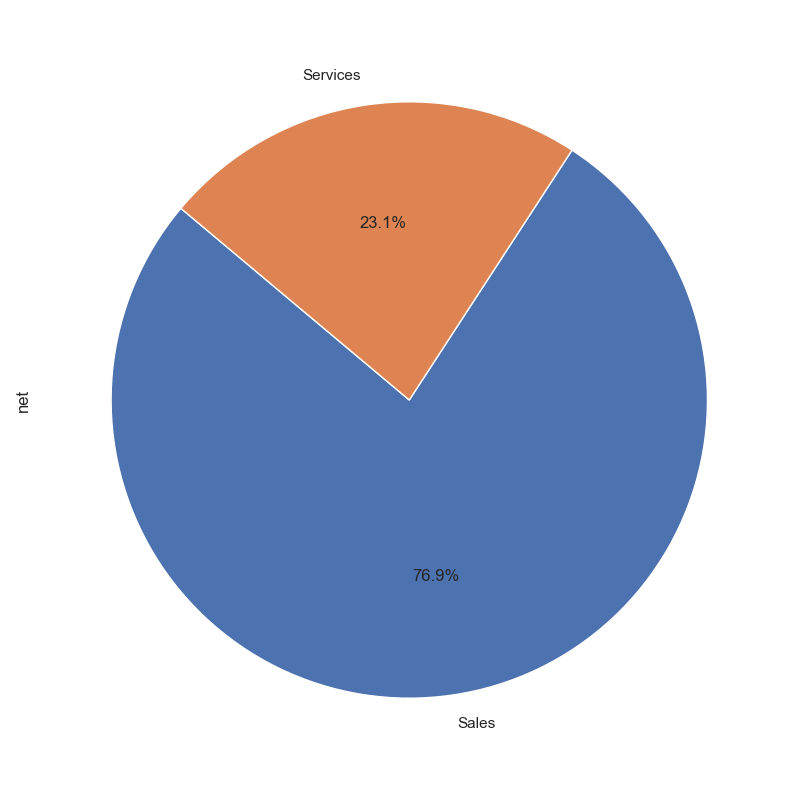 Services
23.1%
net
76.9%
Sales